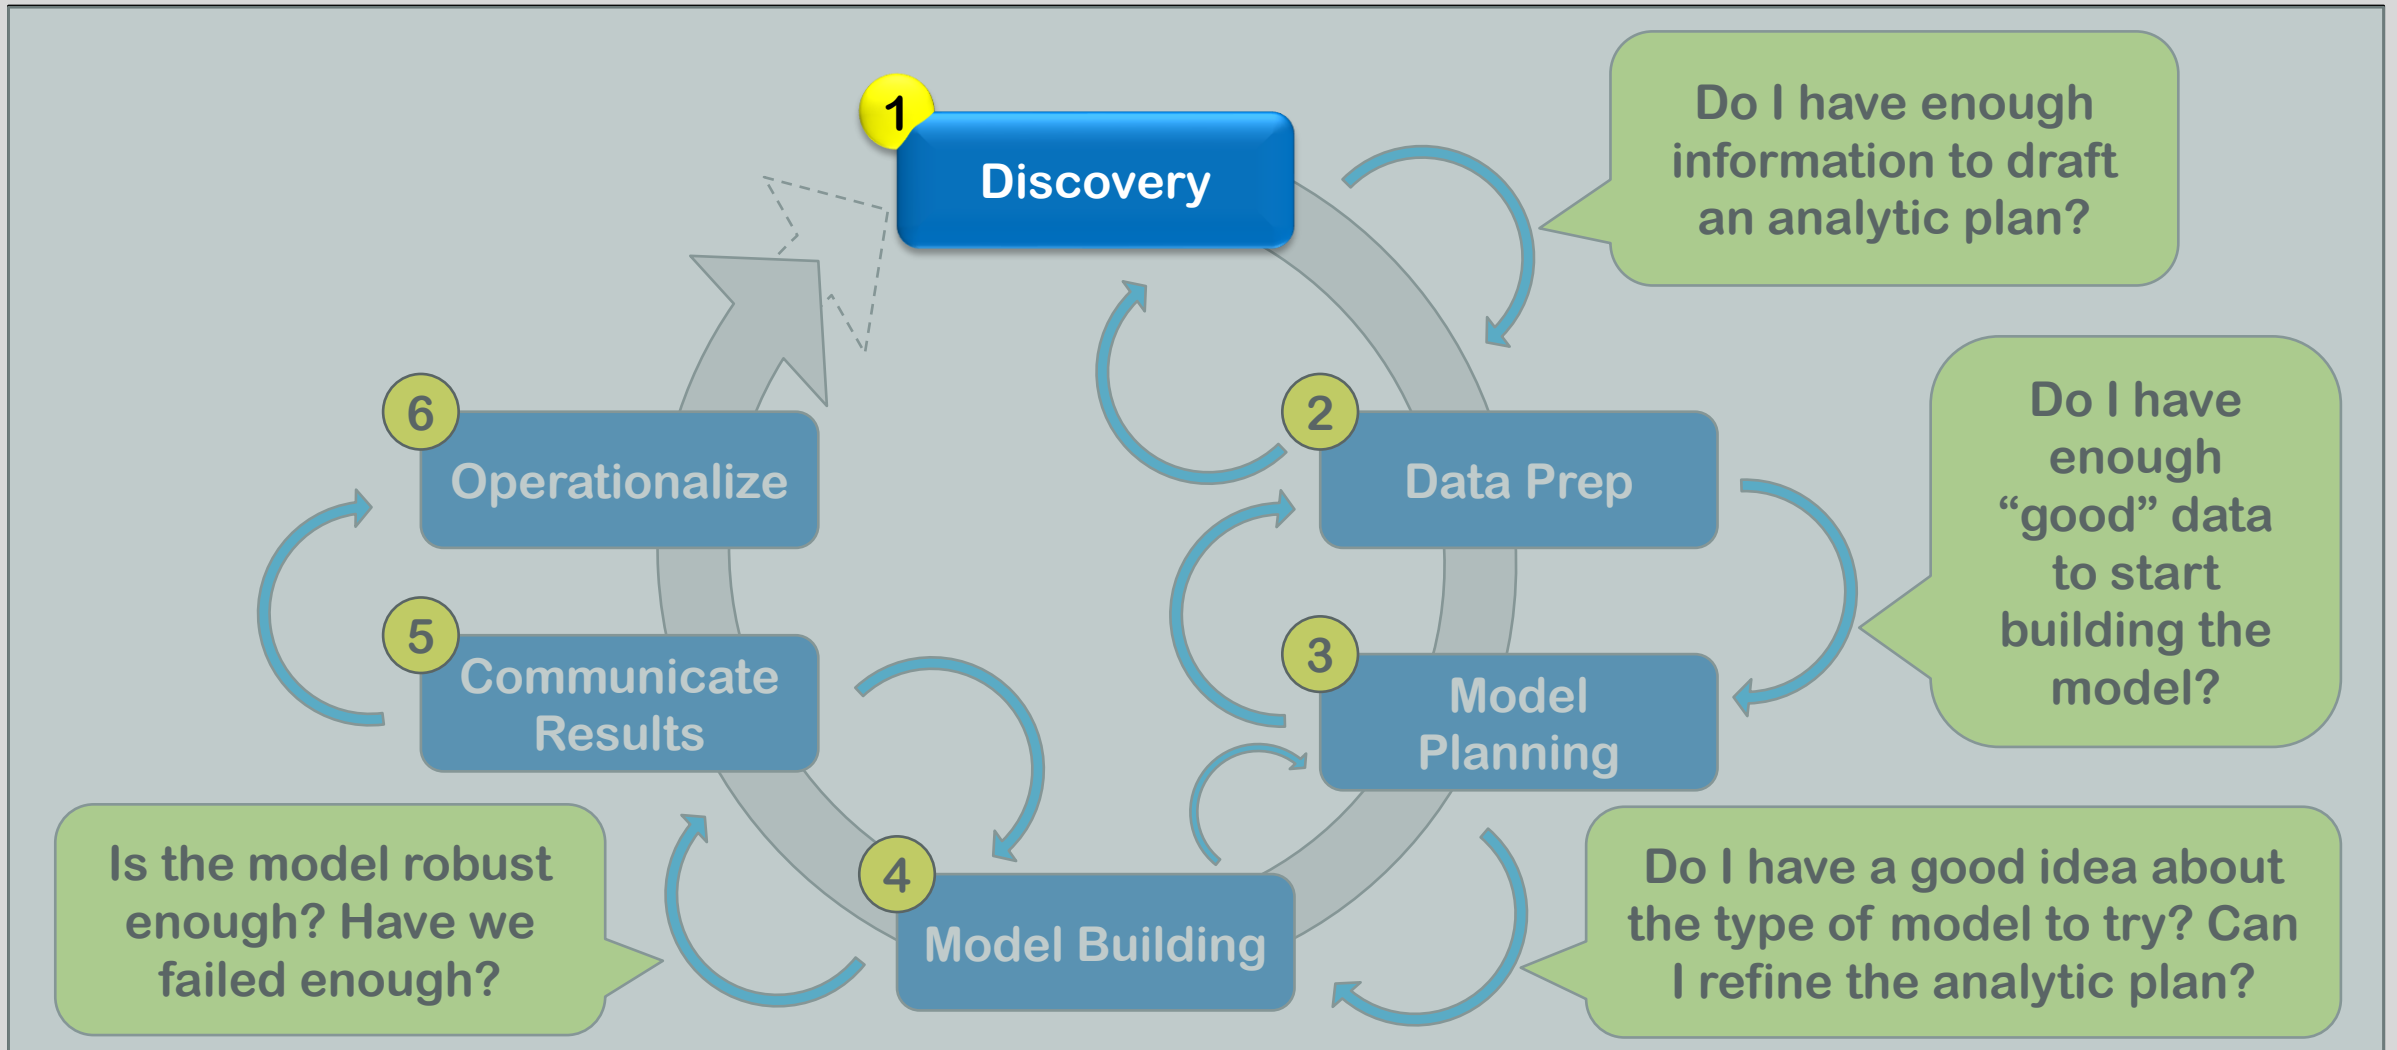 1
Discovery
Do I have enough
information to draft
an analytic plan?
2
Data Prep
Do I have
enough
“good” data
to start
building the
model?
3
Model
Planning
Do I have a good idea about
the type of model to try? Can
I refine the analytic plan?
4
Model Building
Is the model robust
enough? Have we
failed enough?
5
Communicate
Results
6
Operationalize